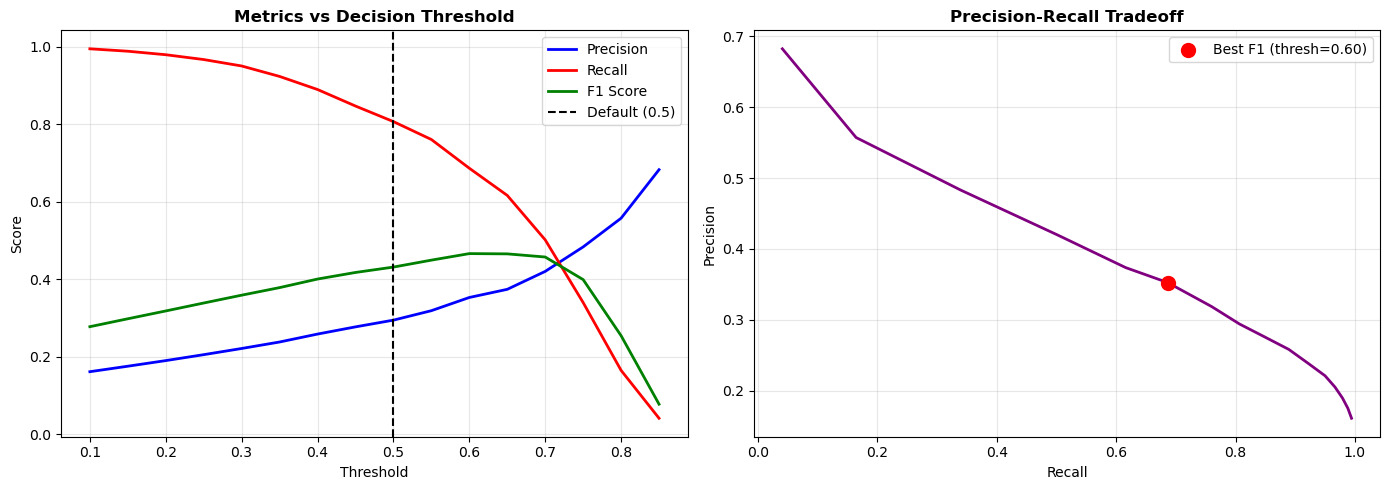 Metrics vs Decision Threshold
Score
1.0
0.8
0.6
0.4
0.2
0.0
0.1
0.2
0.3
0.4
0.5
0.6
0.7
0.8
Threshold
Precision
Recall
F1 Score
Default (0.5)
Precision-Recall Tradeoff
Precision
0.7
0.6
0.5
0.4
0.3
0.2
0.0
0.2
0.4
0.6
0.8
1.0
Recall
Best F1 (thresh=0.60)